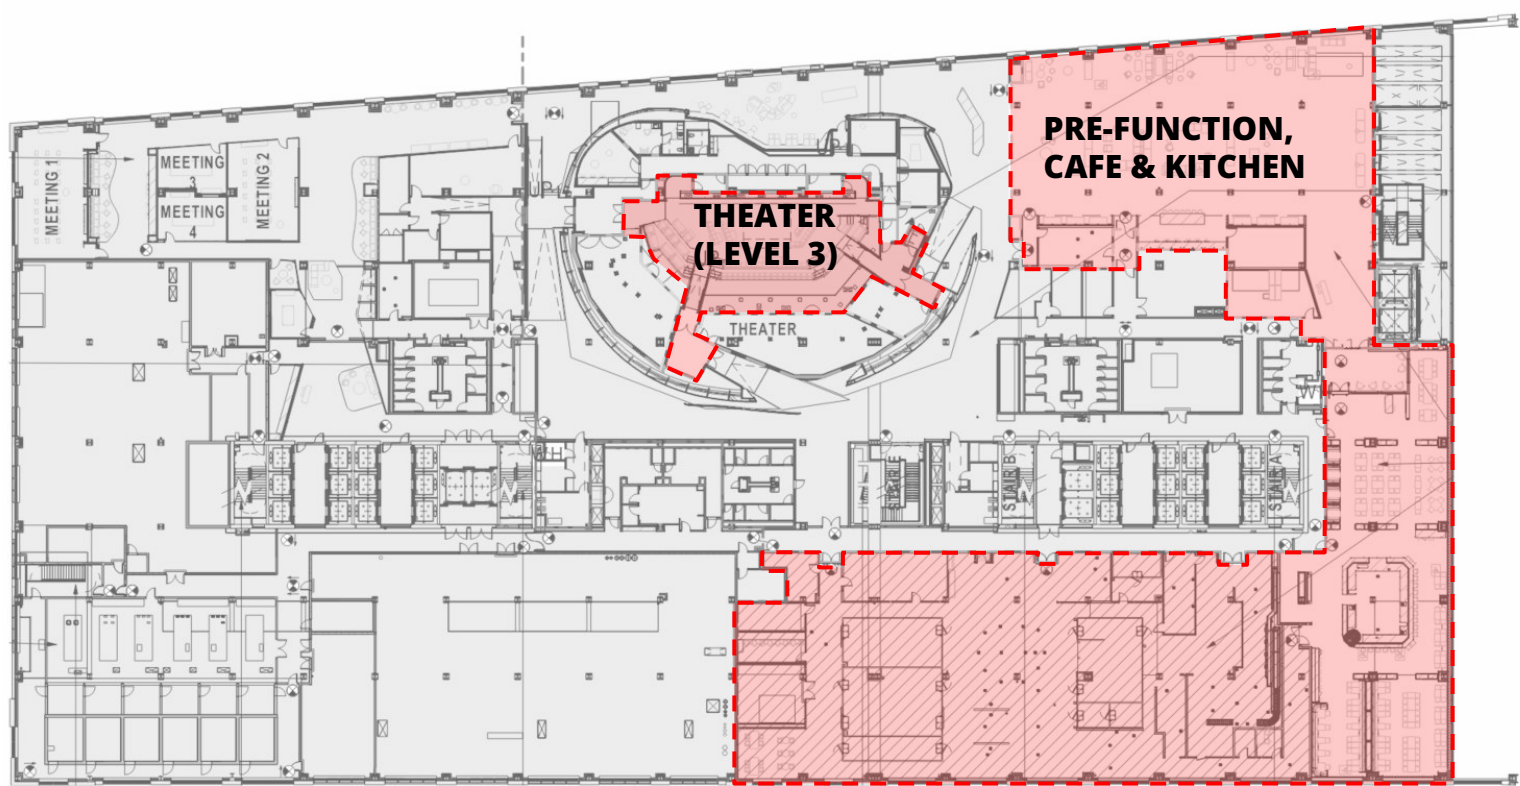 PRE-FUNCTION,
CAFE & KITCHEN
MEETING 1
MEETING
3
MEETING 2
MEETING
4
THEATER
(LEVEL 3)
THEATER
STAIR B
STAIR A